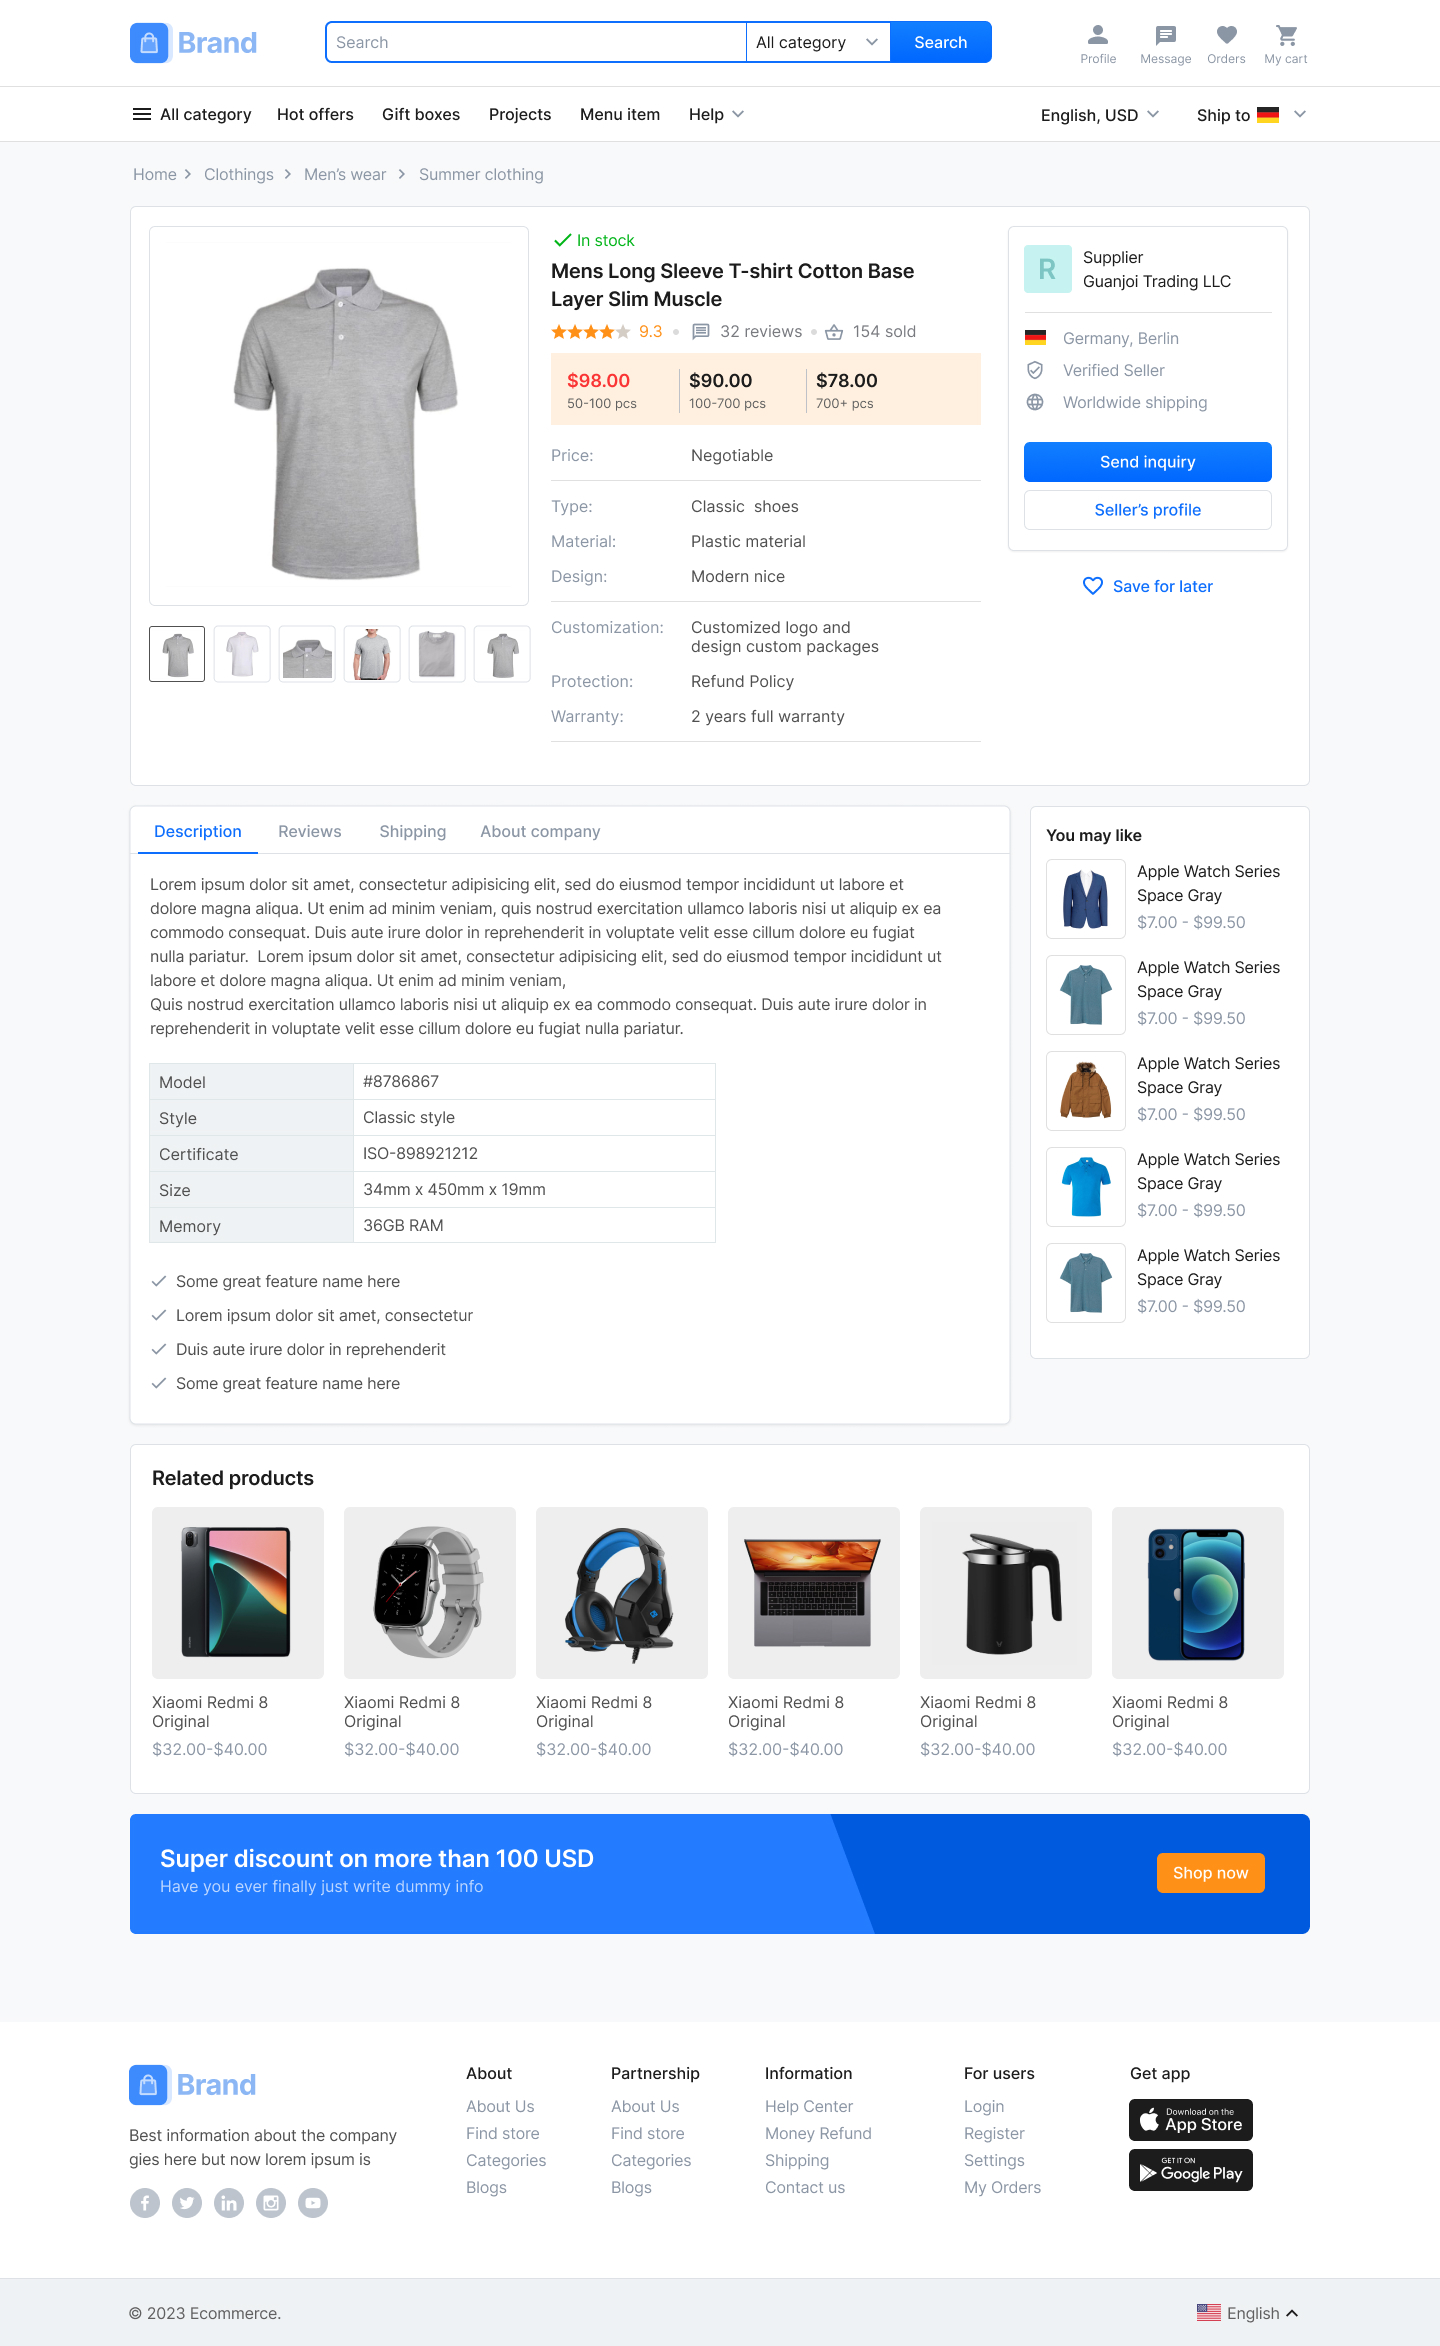 Brand
Search
All category
Search
Profile
Message
Orders
My cart
All category
Hot offers
Gift boxes
Projects
Menu item
Help
English, USD
Ship to
Home
Clothings
Men's wear
Summer clothing
In stock
Mens Long Sleeve T-shirt Cotton Base
Layer Slim Muscle
9.3
32 reviews
154 sold
$98.00
50-100 pcs
$90.00
100-700 pcs
$78.00
700+ pcs
Price:
Negotiable
Type:
Classic  shoes
Material:
Plastic material
Design:
Modern nice
Customization:
Customized logo and
design custom packages
Protection:
Refund Policy
Warranty:
2 years full warranty
R
Supplier
Guanjoi Trading LLC
Germany, Berlin
Verified Seller
Worldwide shipping
Send inquiry
Seller's profile
Save for later
Description
Reviews
Shipping
About company
Lorem ipsum dolor sit amet, consectetur adipisicing elit, sed do eiusmod tempor incididunt ut labore et
dolore magna aliqua. Ut enim ad minim veniam, quis nostrud exercitation ullamco laboris nisi ut aliquip ex ea
commodo consequat. Duis aute irure dolor in reprehenderit in voluptate velit esse cillum dolore eu fugiat
nulla pariatur.  Lorem ipsum dolor sit amet, consectetur adipisicing elit, sed do eiusmod tempor incididunt ut
labore et dolore magna aliqua. Ut enim ad minim veniam,
Quis nostrud exercitation ullamco laboris nisi ut aliquip ex ea commodo consequat. Duis aute irure dolor in
reprehenderit in voluptate velit esse cillum dolore eu fugiat nulla pariatur.
Model
#8786867
Style
Classic style
Certificate
ISO-898921212
Size
34mm x 450mm x 19mm
Memory
36GB RAM
Some great feature name here
Lorem ipsum dolor sit amet, consectetur
Duis aute irure dolor in reprehenderit
Some great feature name here
You may like
Apple Watch Series
Space Gray
$7.00 - $99.50
Apple Watch Series
Space Gray
$7.00 - $99.50
Apple Watch Series
Space Gray
$7.00 - $99.50
Apple Watch Series
Space Gray
$7.00 - $99.50
Apple Watch Series
Space Gray
$7.00 - $99.50
Related products
Xiaomi Redmi 8
Original
$32.00-$40.00
Xiaomi Redmi 8
Original
$32.00-$40.00
Xiaomi Redmi 8
Original
$32.00-$40.00
Xiaomi Redmi 8
Original
$32.00-$40.00
Xiaomi Redmi 8
Original
$32.00-$40.00
Xiaomi Redmi 8
Original
$32.00-$40.00
Super discount on more than 100 USD
Have you ever finally just write dummy info
Shop now
Brand
Best information about the company
gies here but now lorem ipsum is
About
About Us
Find store
Categories
Blogs
Partnership
About Us
Find store
Categories
Blogs
Information
Help Center
Money Refund
Shipping
Contact us
For users
Login
Register
Settings
My Orders
Get app
Download on the
App Store
GET IT ON
Google Play
© 2023 Ecommerce.
English